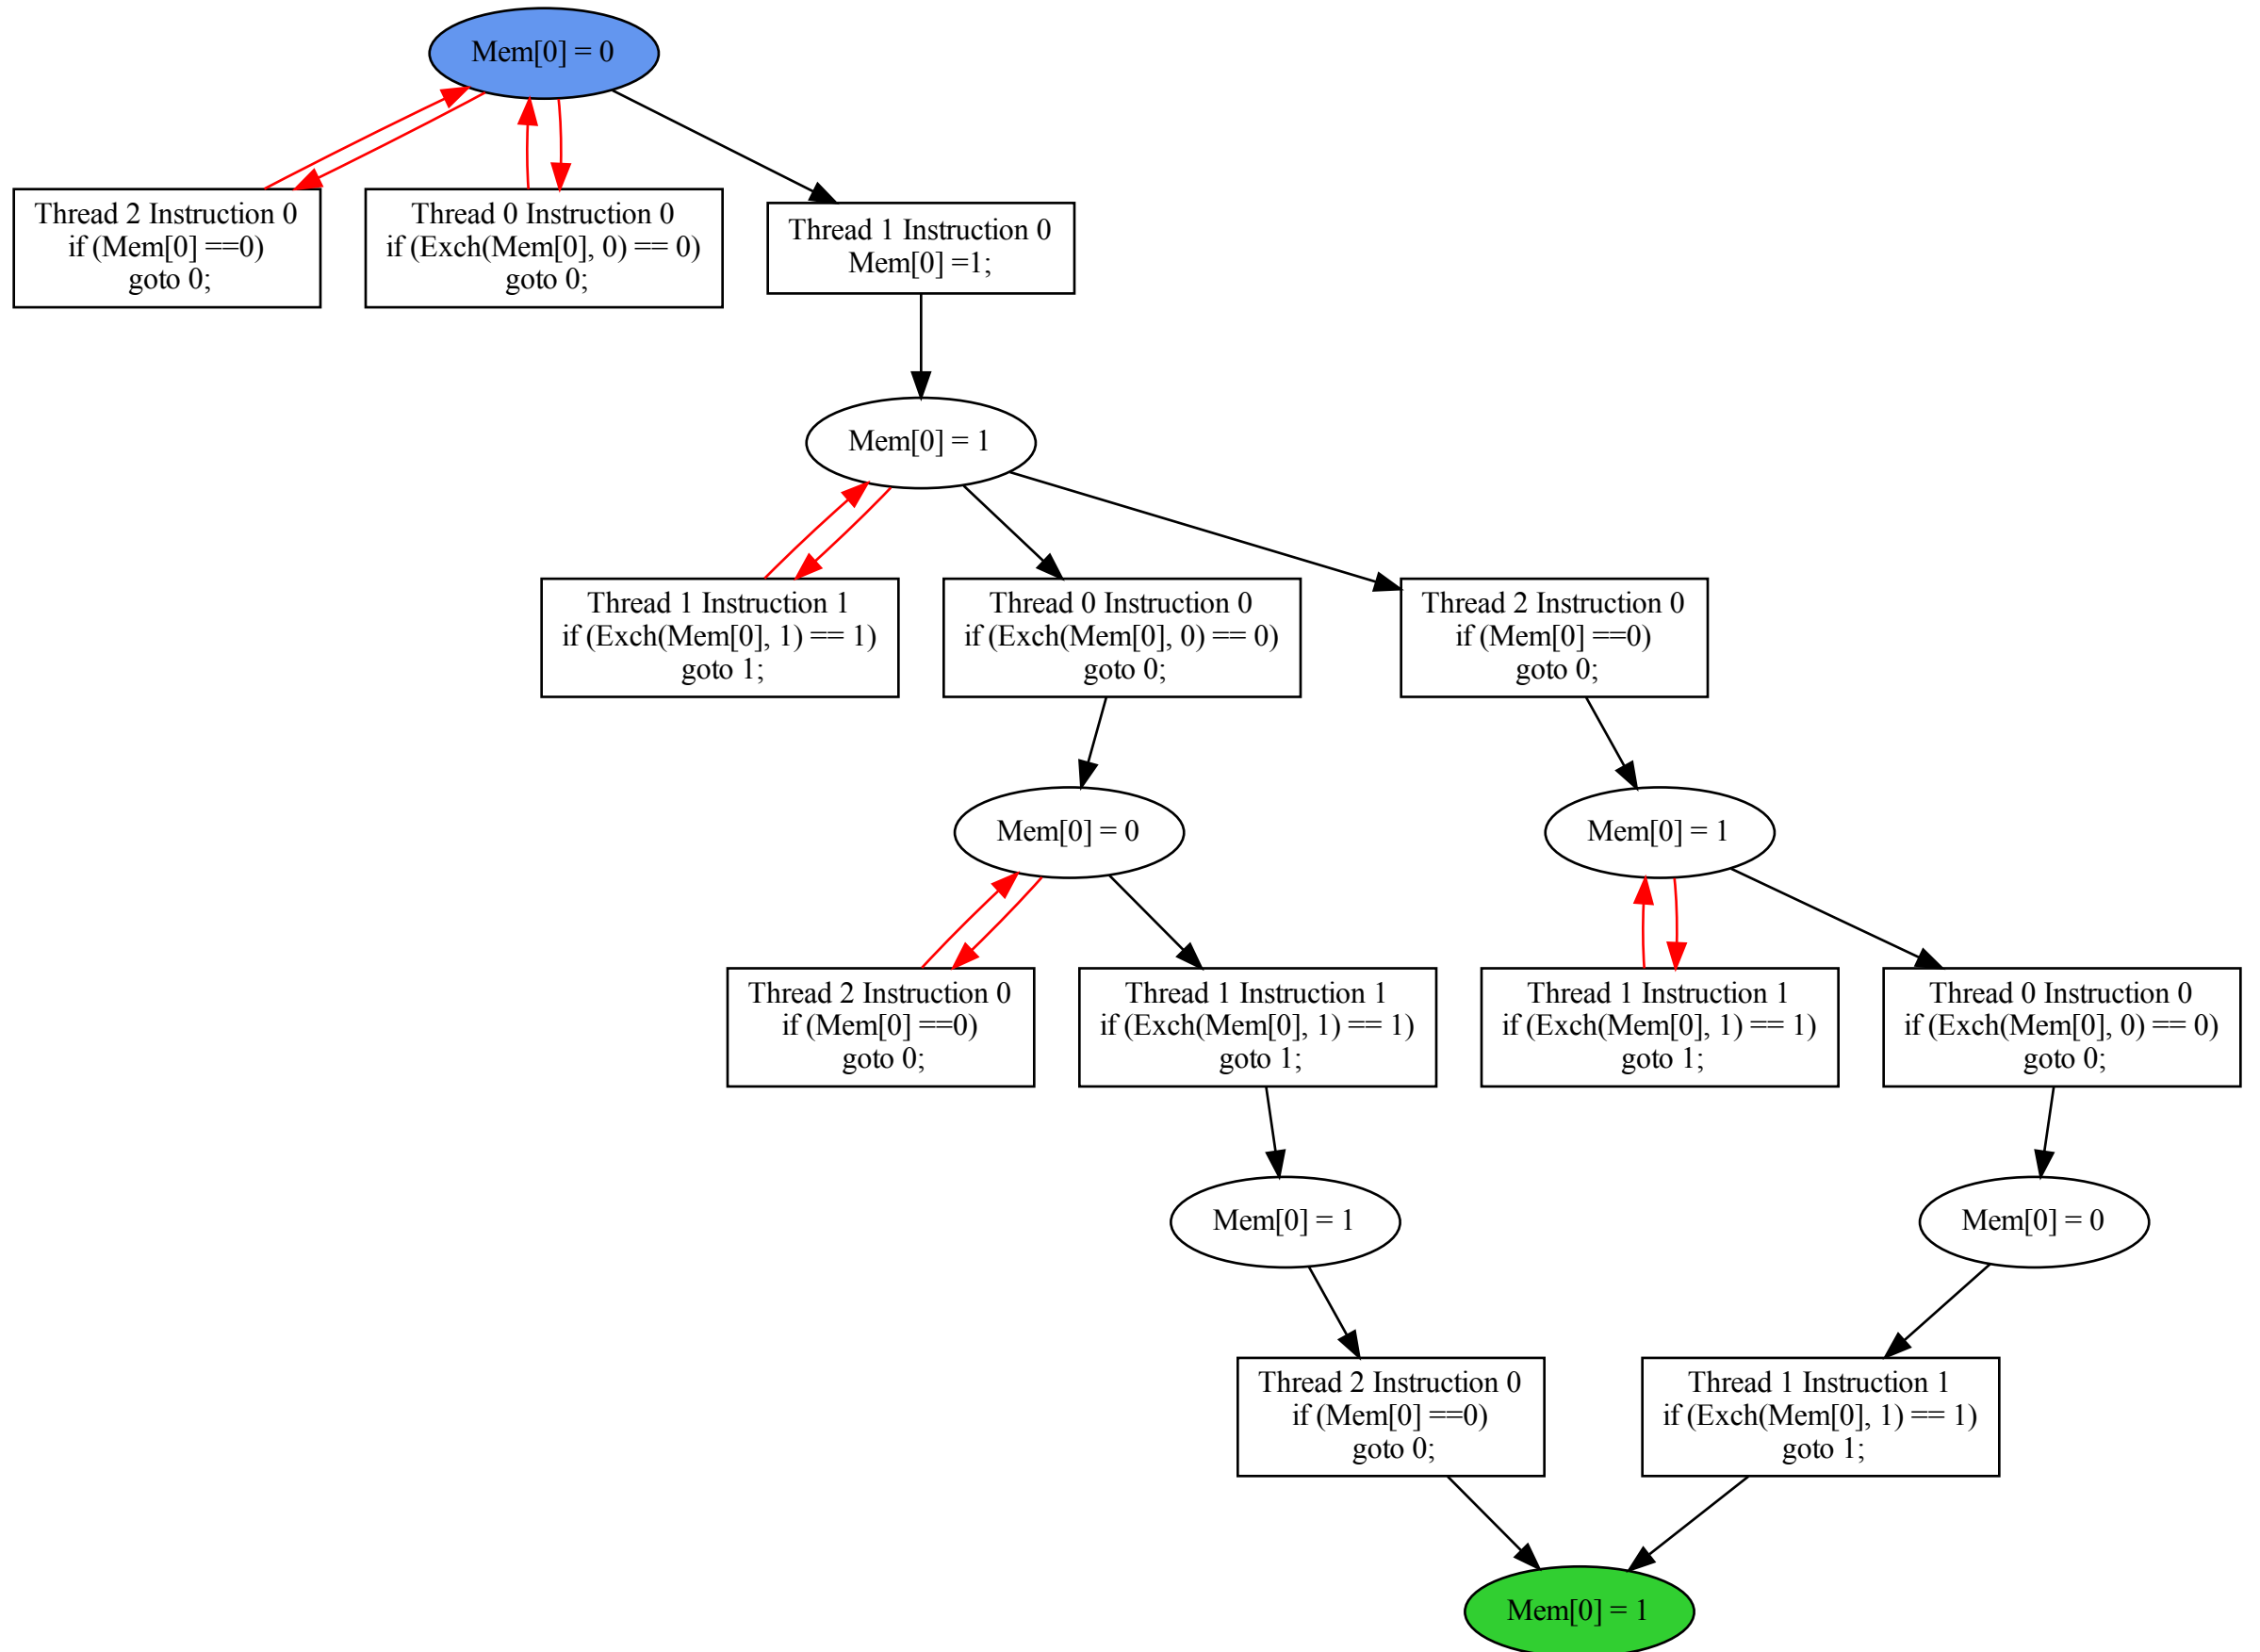 Mem[0] = 0
Thread 2 Instruction 0
if (Mem[0] ==0)
goto 0;
Thread 0 Instruction 0
if (Exch(Mem[0], 0) == 0)
goto 0;
Thread 1 Instruction 0
Mem[0] =1;
Mem[0] = 1
Thread 1 Instruction 1
if (Exch(Mem[0], 1) == 1)
goto 1;
Thread 0 Instruction 0
if (Exch(Mem[0], 0) == 0)
goto 0;
Thread 2 Instruction 0
if (Mem[0] ==0)
goto 0;
Mem[0] = 0
Mem[0] = 1
Thread 2 Instruction 0
if (Mem[0] ==0)
goto 0;
Thread 1 Instruction 1
if (Exch(Mem[0], 1) == 1)
goto 1;
Thread 1 Instruction 1
if (Exch(Mem[0], 1) == 1)
goto 1;
Thread 0 Instruction 0
if (Exch(Mem[0], 0) == 0)
goto 0;
Mem[0] = 1
Mem[0] = 0
Thread 2 Instruction 0
if (Mem[0] ==0)
goto 0;
Thread 1 Instruction 1
if (Exch(Mem[0], 1) == 1)
goto 1;
Mem[0] = 1